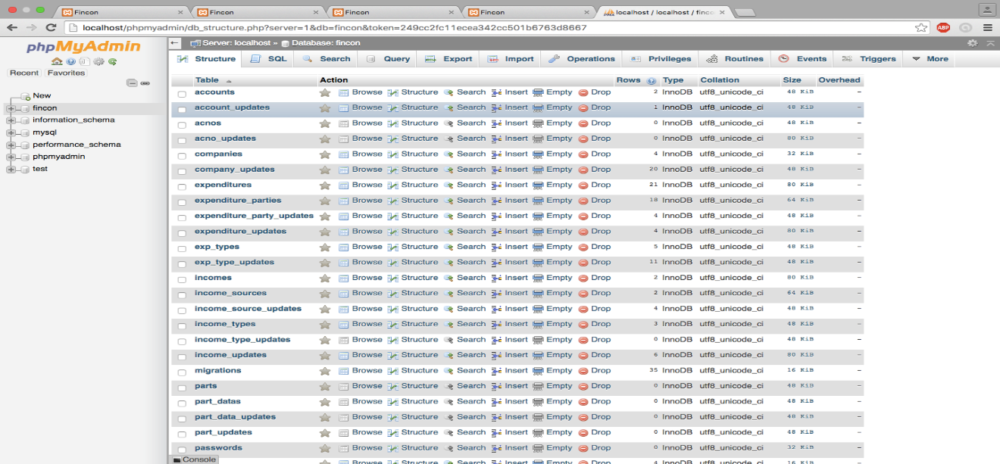 Fincon
Fincon
Fincon
Fincon
localhost / localhost / finco
localhost/phpmyadmin/db_structure.php?server=1&db=fincon&token=249cc2fc11ecea342cc501b6763d8667
ABP
phpMyAdmin
Recent Favorites
New
fincon
information_schema
mysql
performance_schema
phpmyadmin
test
Server: localhost » Database: fincon
Structure SQL Search Query Export Import Operations Privileges Routines Events Triggers More
Table Action Rows Type Collation Size Overhead
accounts Browse Structure Search Insert Empty Drop 2 InnoDB utf8_unicode_ci 48 KiB –
account_updates Browse Structure Search Insert Empty Drop 1 InnoDB utf8_unicode_ci 48 KiB –
acnos Browse Structure Search Insert Empty Drop 0 InnoDB utf8_unicode_ci 48 KiB –
acno_updates Browse Structure Search Insert Empty Drop 0 InnoDB utf8_unicode_ci 80 KiB –
companies Browse Structure Search Insert Empty Drop 4 InnoDB utf8_unicode_ci 32 KiB –
company_updates Browse Structure Search Insert Empty Drop 20 InnoDB utf8_unicode_ci 48 KiB –
expenditures Browse Structure Search Insert Empty Drop 21 InnoDB utf8_unicode_ci 80 KiB –
expenditure_parties Browse Structure Search Insert Empty Drop 18 InnoDB utf8_unicode_ci 64 KiB –
expenditure_party_updates Browse Structure Search Insert Empty Drop 4 InnoDB utf8_unicode_ci 48 KiB –
expenditure_updates Browse Structure Search Insert Empty Drop 4 InnoDB utf8_unicode_ci 80 KiB –
exp_types Browse Structure Search Insert Empty Drop 5 InnoDB utf8_unicode_ci 48 KiB –
exp_type_updates Browse Structure Search Insert Empty Drop 11 InnoDB utf8_unicode_ci 48 KiB –
incomes Browse Structure Search Insert Empty Drop 2 InnoDB utf8_unicode_ci 80 KiB –
income_sources Browse Structure Search Insert Empty Drop 2 InnoDB utf8_unicode_ci 64 KiB –
income_source_updates Browse Structure Search Insert Empty Drop 4 InnoDB utf8_unicode_ci 48 KiB –
income_types Browse Structure Search Insert Empty Drop 3 InnoDB utf8_unicode_ci 48 KiB –
income_type_updates Browse Structure Search Insert Empty Drop 0 InnoDB utf8_unicode_ci 48 KiB –
income_updates Browse Structure Search Insert Empty Drop 6 InnoDB utf8_unicode_ci 80 KiB –
migrations Browse Structure Search Insert Empty Drop 35 InnoDB utf8_unicode_ci 16 KiB –
parts Browse Structure Search Insert Empty Drop 0 InnoDB utf8_unicode_ci 48 KiB –
part_datas Browse Structure Search Insert Empty Drop 0 InnoDB utf8_unicode_ci 48 KiB –
part_data_updates Browse Structure Search Insert Empty Drop 0 InnoDB utf8_unicode_ci 48 KiB –
part_updates Browse Structure Search Insert Empty Drop 0 InnoDB utf8_unicode_ci 48 KiB –
passwords Browse Structure Search Insert Empty Drop 0 InnoDB utf8_unicode_ci 32 KiB –
Console Browse Structure Search Insert Empty Drop 4 InnoDB utf8_unicode_ci 16 KiB –